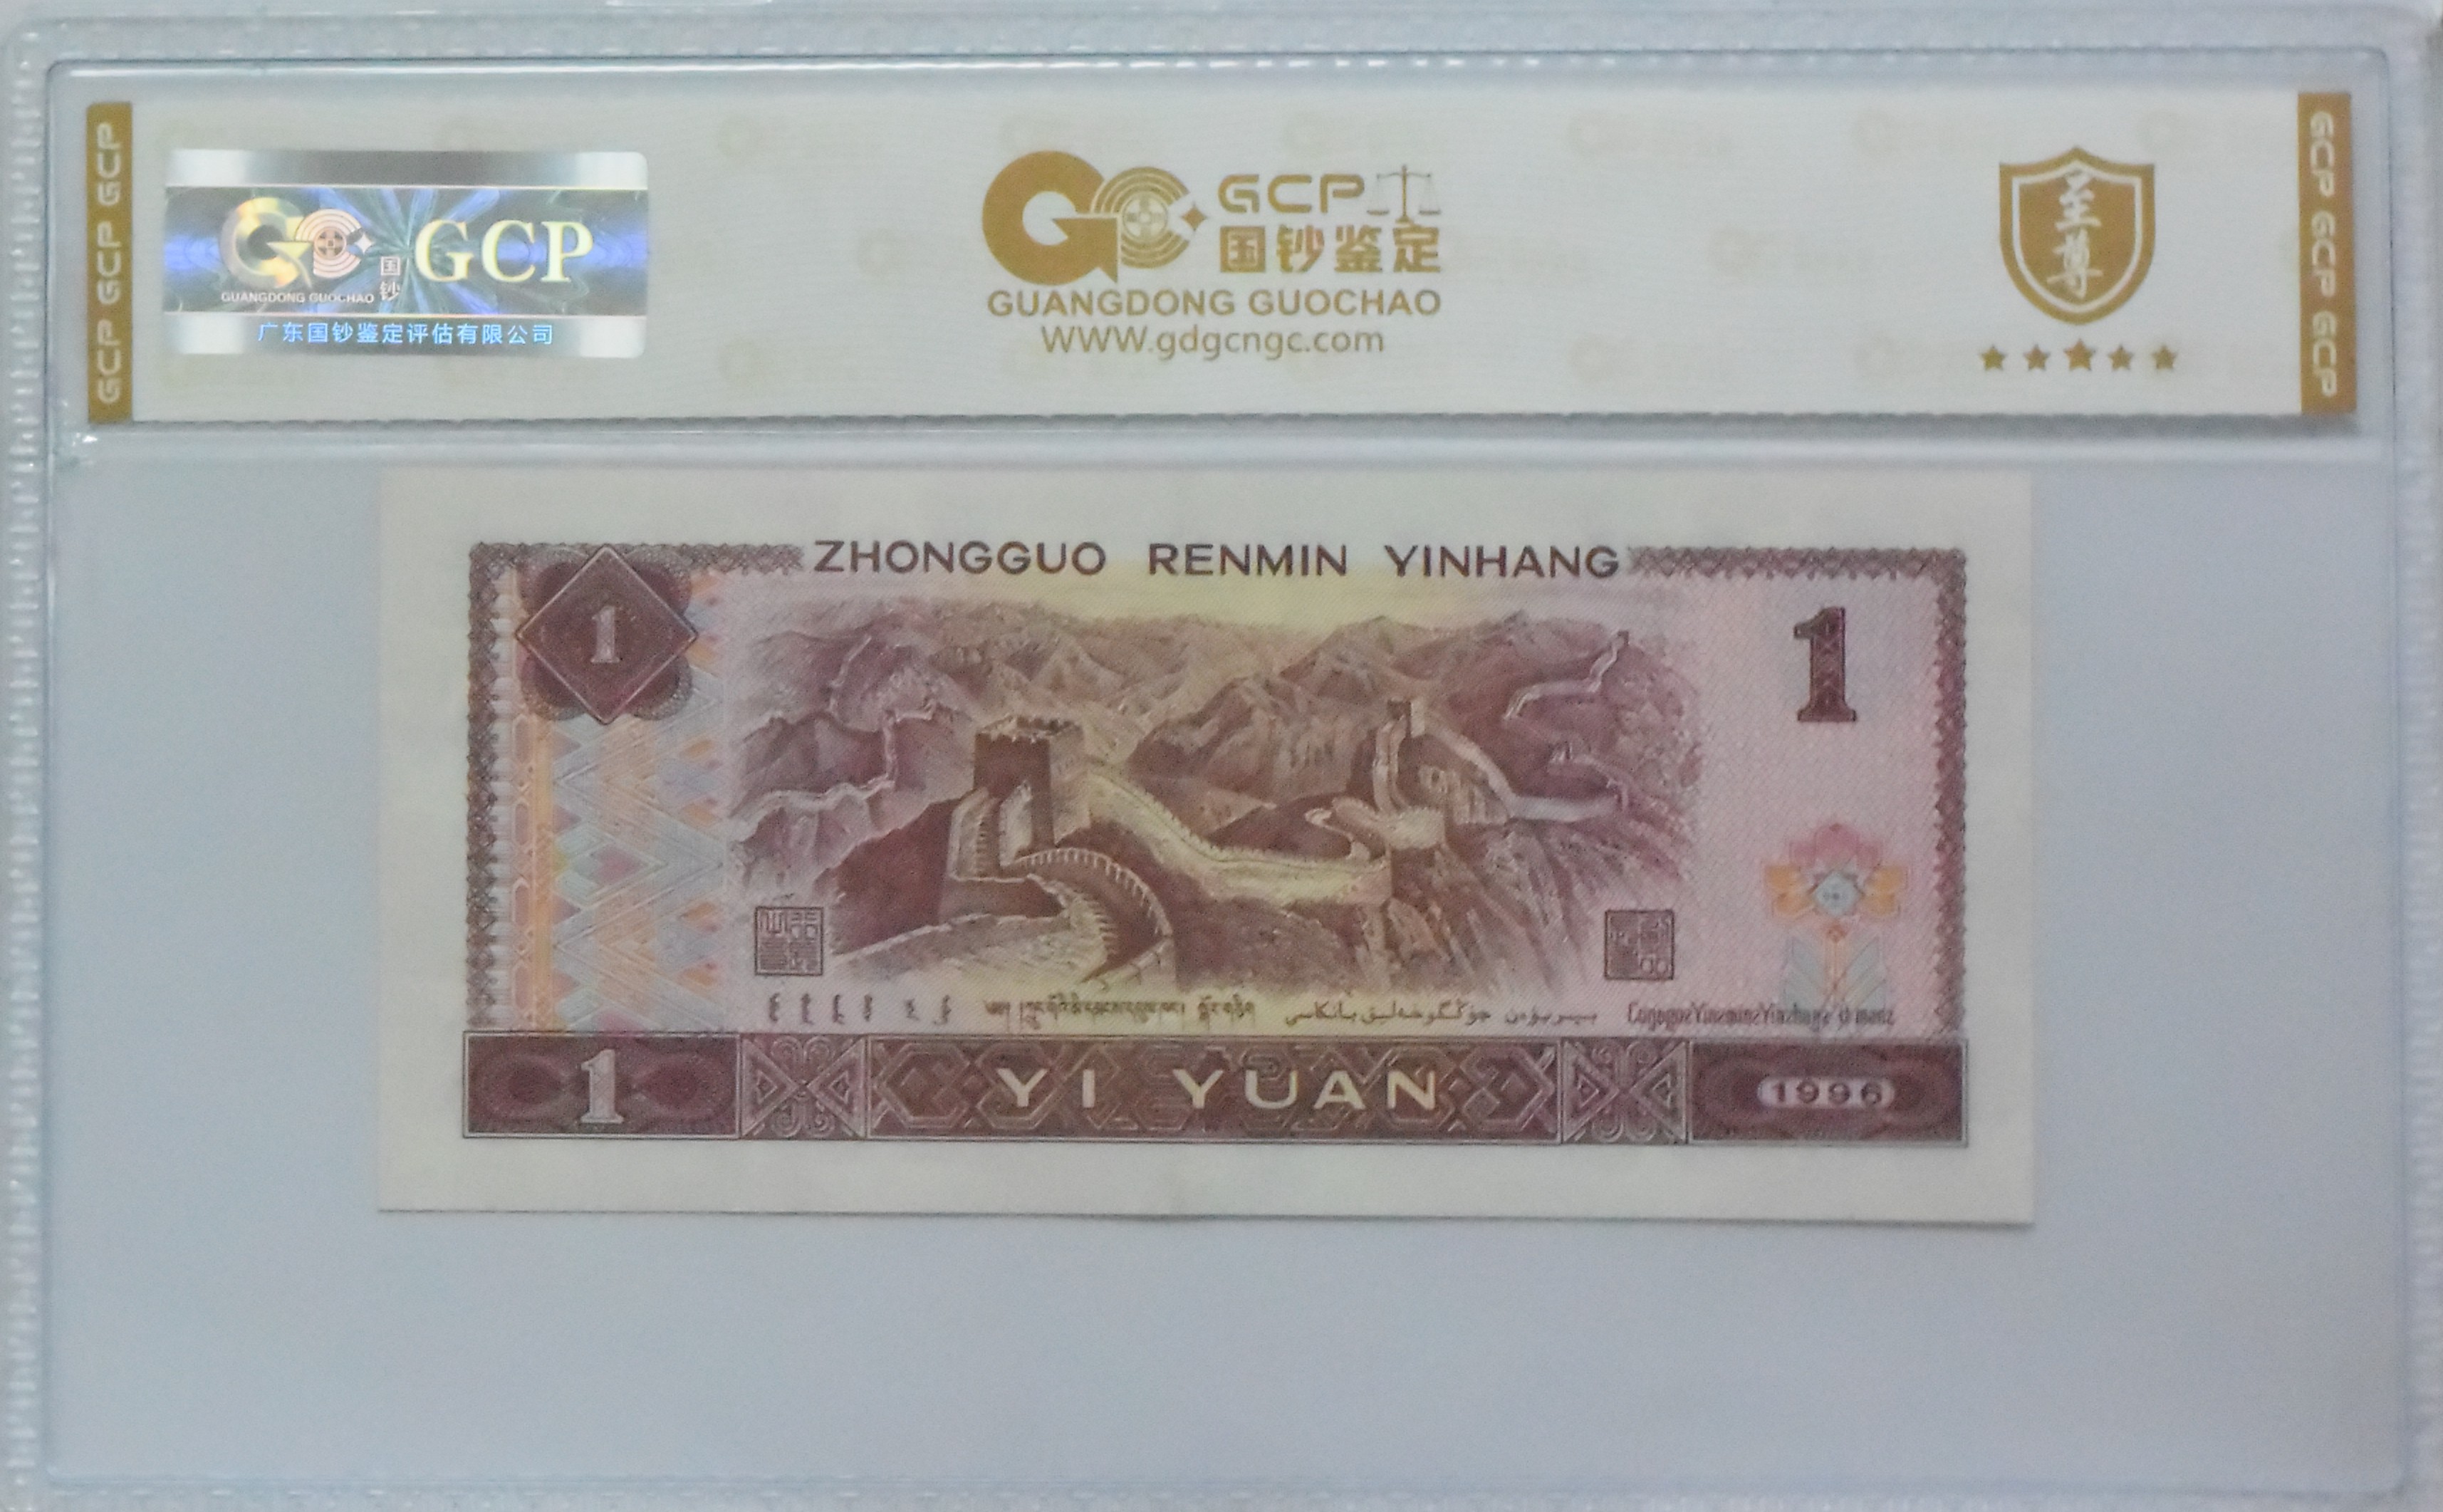 GCP GCP GCP
国钞
GCP
GUANGDONG GUOCHAO
广东国钞鉴定评估有限公司
GCP
国钞鉴定
GUANGDONG GUOCHAO
WWW.gdgcngc.com
至尊
GCP GCP GCP
ZHONGGUO RENMIN YINHANG
1
1
1
YI YUAN
1996